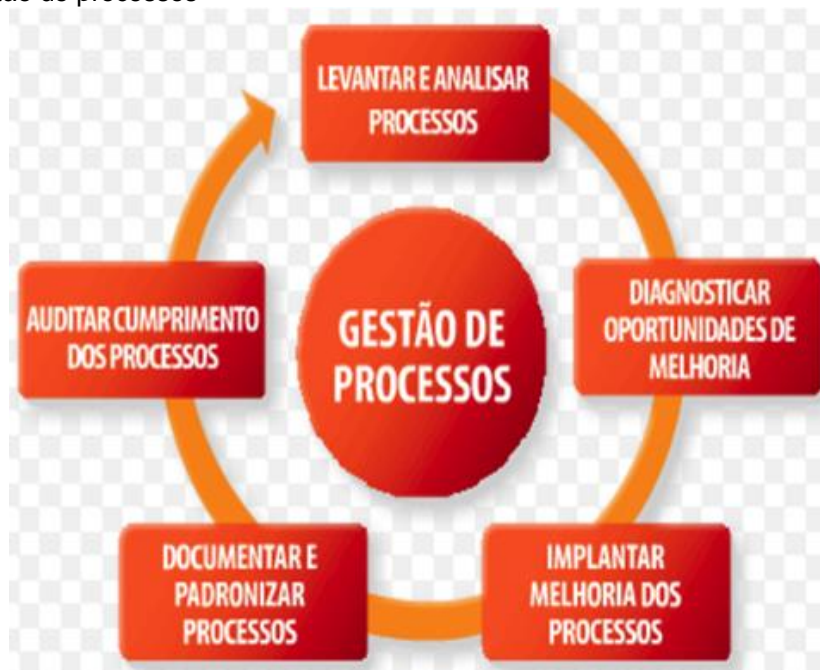 LEVANTAR E ANALISAR
PROCESSOS
DIAGNOSTICAR
OPORTUNIDADES DE
MELHORIA
IMPLANTAR
MELHORIA DOS
PROCESSOS
DOCUMENTAR E
PADRONIZAR
PROCESSOS
AUDITAR CUMPRIMENTO
DOS PROCESSOS
GESTÃO DE
PROCESSOS